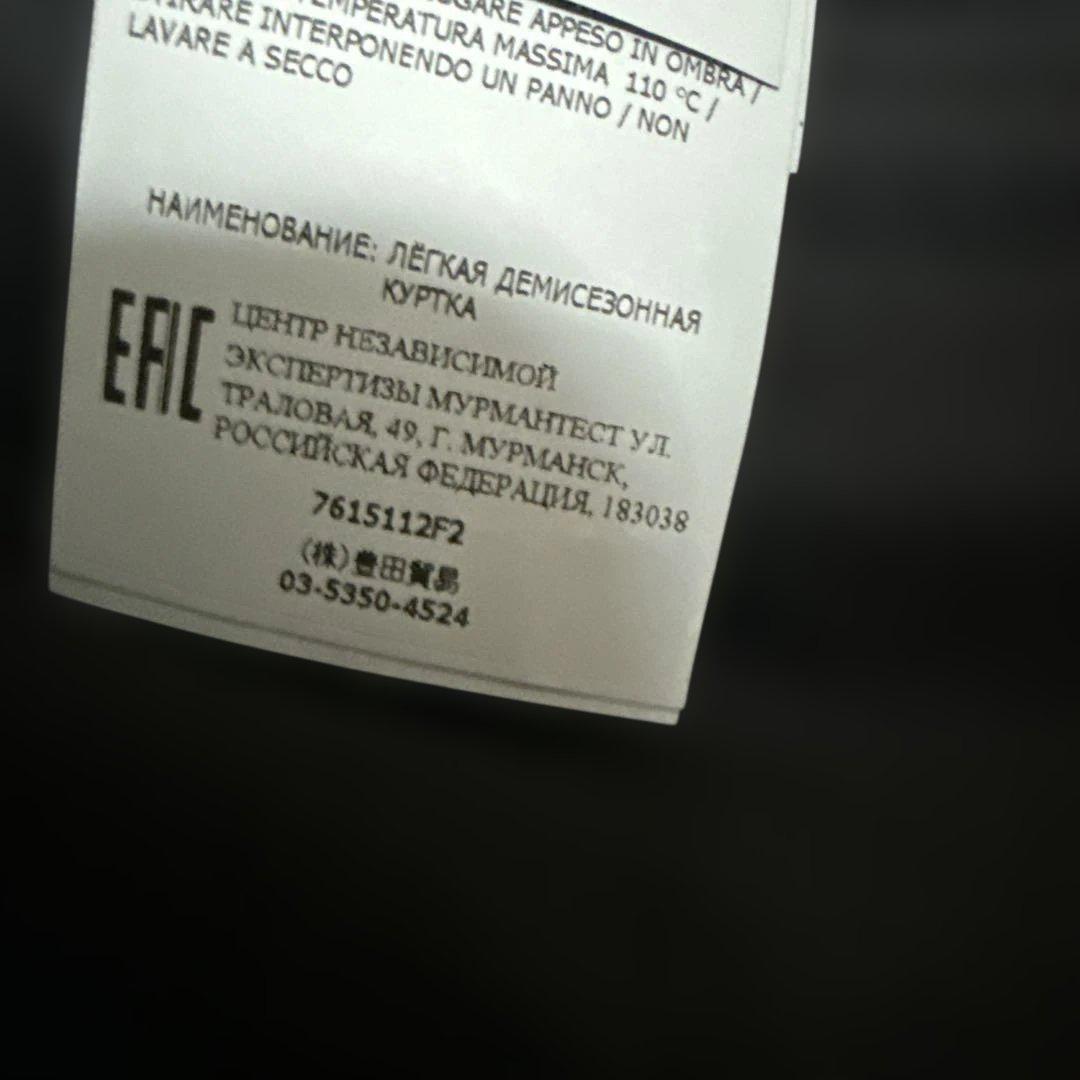 APPESO IN OMBRA /
TEMPERATURA MASSIMA 110 °C /
INTERPONENDO UN PANNO / NON
LAVARE A SECCO
НАИМЕНОВАНИЕ: ЛЁГКАЯ ДЕМИСЕЗОННАЯ
КУРТКА
EAC
ЦЕНТР НЕЗАВИСИМОЙ
ЭКСПЕРТИЗЫ МУРМАНТЕСТ УЛ.
ТРАЛОВАЯ, 49, Г. МУРМАНСК,
РОССИЙСКАЯ ФЕДЕРАЦИЯ, 183038
7615112F2
(株)豊田貿易
03-5350-4524